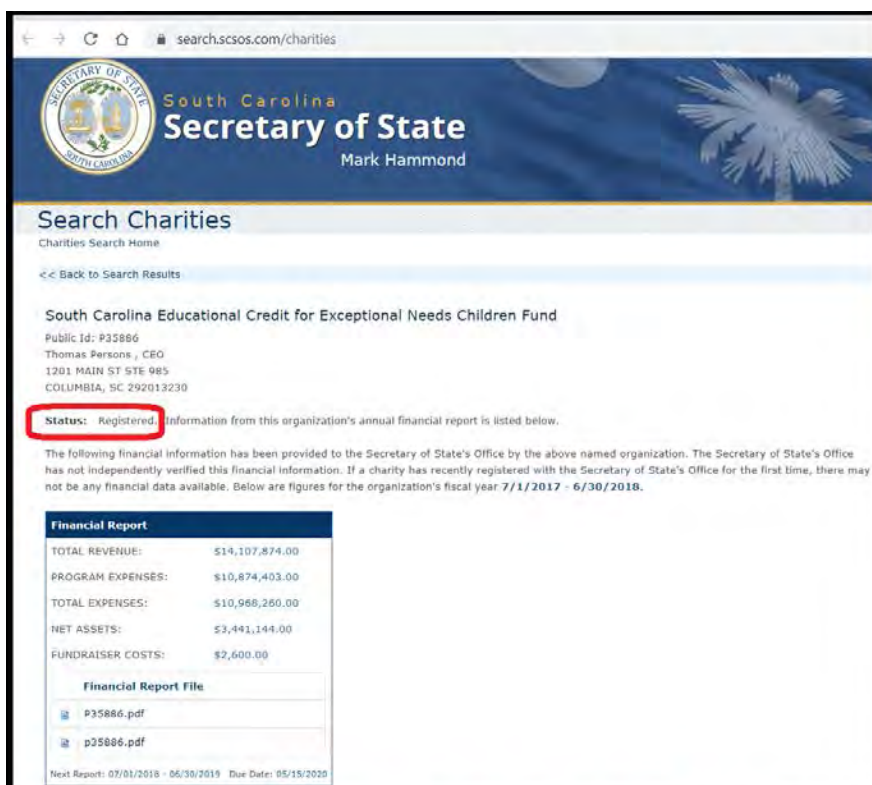 search.scsos.com/charities
SECRETARY OF STATE
SOUTH CAROLINA
South Carolina
Secretary of State
Mark Hammond
Search Charities
Charities Search Home
<< Back to Search Results
South Carolina Educational Credit for Exceptional Needs Children Fund
Public Id: P35886
Thomas Persons , CEO
1201 MAIN ST STE 985
COLUMBIA, SC 292013230
Status: Registered. Information from this organization's annual financial report is listed below.
The following financial information has been provided to the Secretary of State's Office by the above named organization. The Secretary of State's Office
has not independently verified this financial information. If a charity has recently registered with the Secretary of State's Office for the first time, there may
not be any financial data available. Below are figures for the organization's fiscal year 7/1/2017 - 6/30/2018.
Financial Report
TOTAL REVENUE: $14,107,874.00
PROGRAM EXPENSES: $10,874,403.00
TOTAL EXPENSES: $10,968,260.00
NET ASSETS: $3,441,144.00
FUNDRAISER COSTS: $2,600.00
Financial Report File
P35886.pdf
p35886.pdf
Next Report: 07/01/2018 - 06/30/2019 Due Date: 05/15/2020